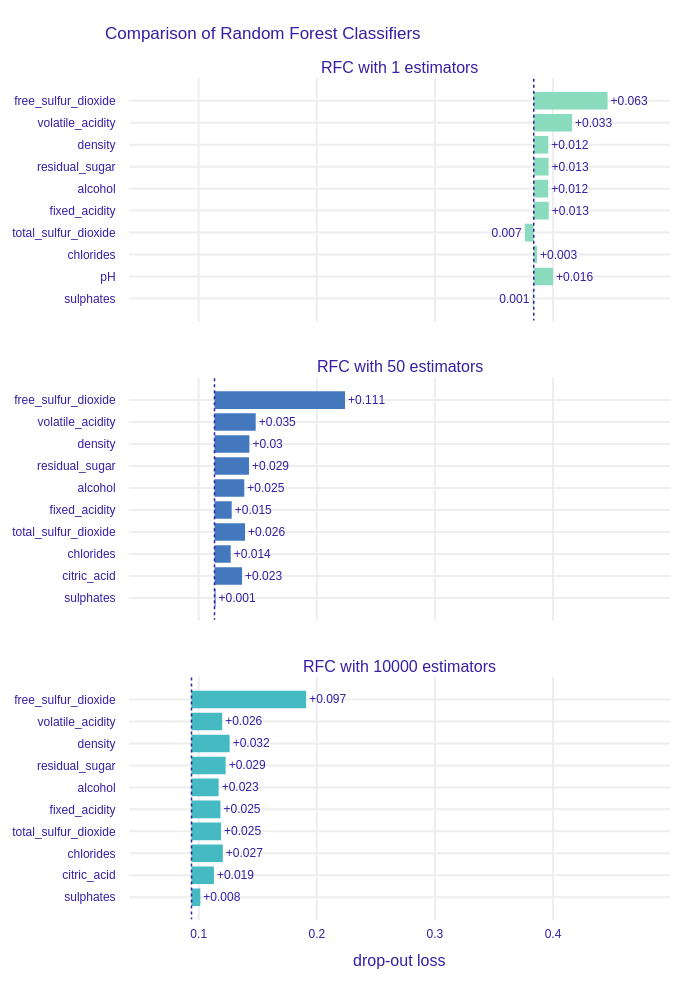 Comparison of Random Forest Classifiers
RFC with 1 estimators
free_sulfur_dioxide +0.063
volatile_acidity +0.033
density +0.012
residual_sugar +0.013
alcohol +0.012
fixed_acidity +0.013
total_sulfur_dioxide 0.007
chlorides +0.003
pH +0.016
sulphates 0.001
RFC with 50 estimators
free_sulfur_dioxide +0.111
volatile_acidity +0.035
density +0.03
residual_sugar +0.029
alcohol +0.025
fixed_acidity +0.015
total_sulfur_dioxide +0.026
chlorides +0.014
citric_acid +0.023
sulphates +0.001
RFC with 10000 estimators
free_sulfur_dioxide +0.097
volatile_acidity +0.026
density +0.032
residual_sugar +0.029
alcohol +0.023
fixed_acidity +0.025
total_sulfur_dioxide +0.025
chlorides +0.027
citric_acid +0.019
sulphates +0.008
0.1 0.2 0.3 0.4
drop-out loss